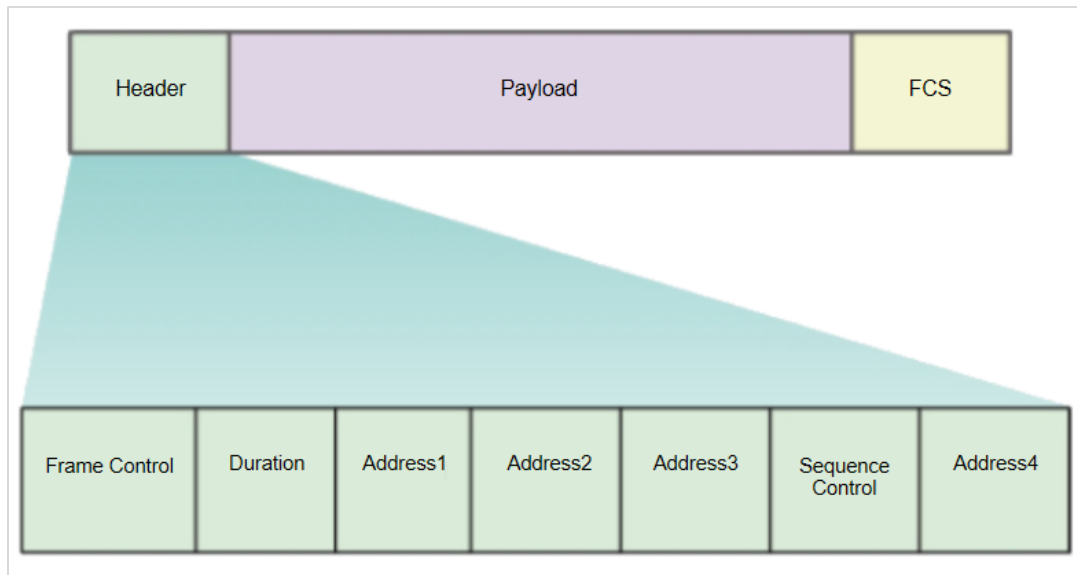 Header
Payload
FCS
Frame Control
Duration
Address1
Address2
Address3
Sequence
Control
Address4